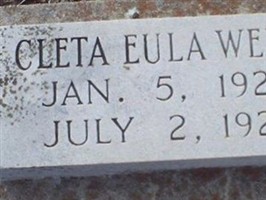 CLETA EULA WE
JAN. 5, 192
JULY 2, 192